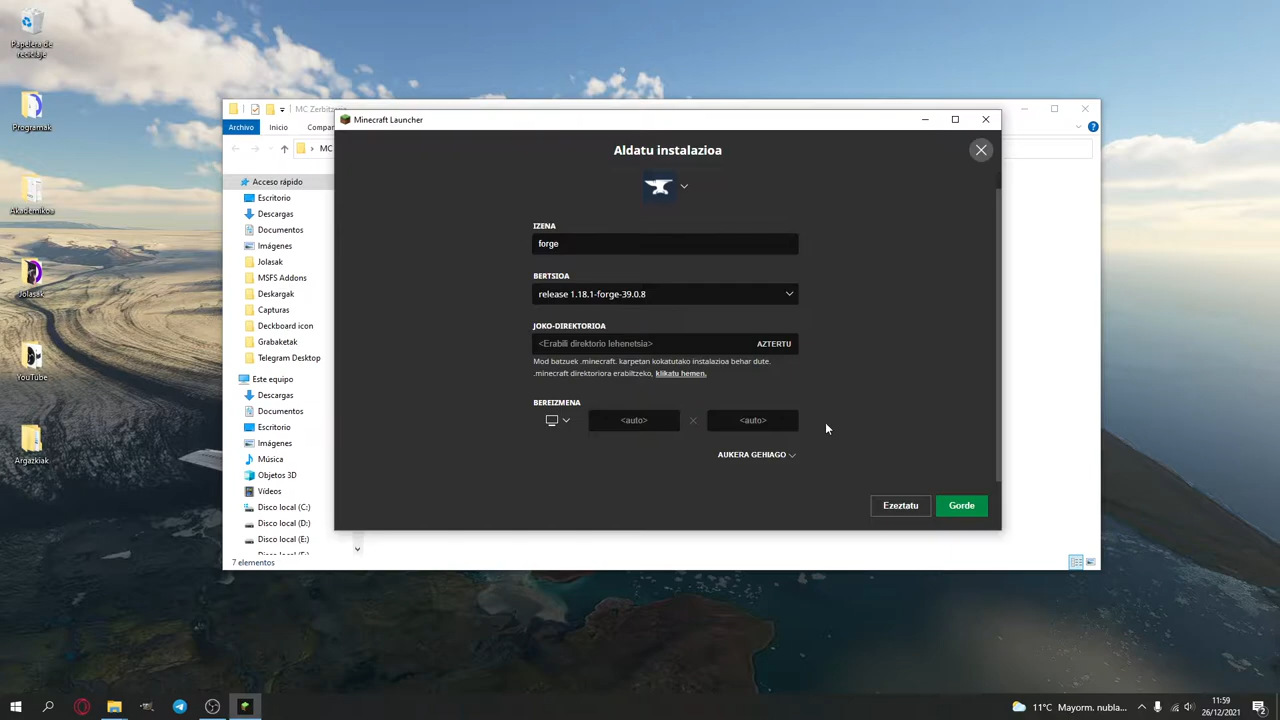 Papelera de
reciclaje
Programak
Akademikoa
Jolasak
YouTube
Argazkiak
MC Zerbitzaria
Archivo
Inicio
Compar
MC
Acceso rápido
Escritorio
Descargas
Documentos
Imágenes
Jolasak
MSFS Addons
Deskargak
Capturas
Deckboard icon
Grabaketak
Telegram Desktop
Este equipo
Descargas
Documentos
Escritorio
Imágenes
Música
Objetos 3D
Vídeos
Disco local (C:)
Disco local (D:)
Disco local (E:)
7 elementos
Minecraft Launcher
Aldatu instalazioa
IZENA
forge
BERTSIOA
release 1.18.1-forge-39.0.8
JOKO-DIREKTORIOA
<Erabili direktorio lehenetsia>
AZTERTU
Mod batzuek .minecraft. karpetan kokatutako instalazioa behar dute.
.minecraft direktoriora erabiltzeko, klikatu hemen.
BEREIZMENA
<auto>
<auto>
AUKERA GEHIAGO
Ezeztatu
Gorde
11°C Mayorm. nubla...
11:59
26/12/2021
2